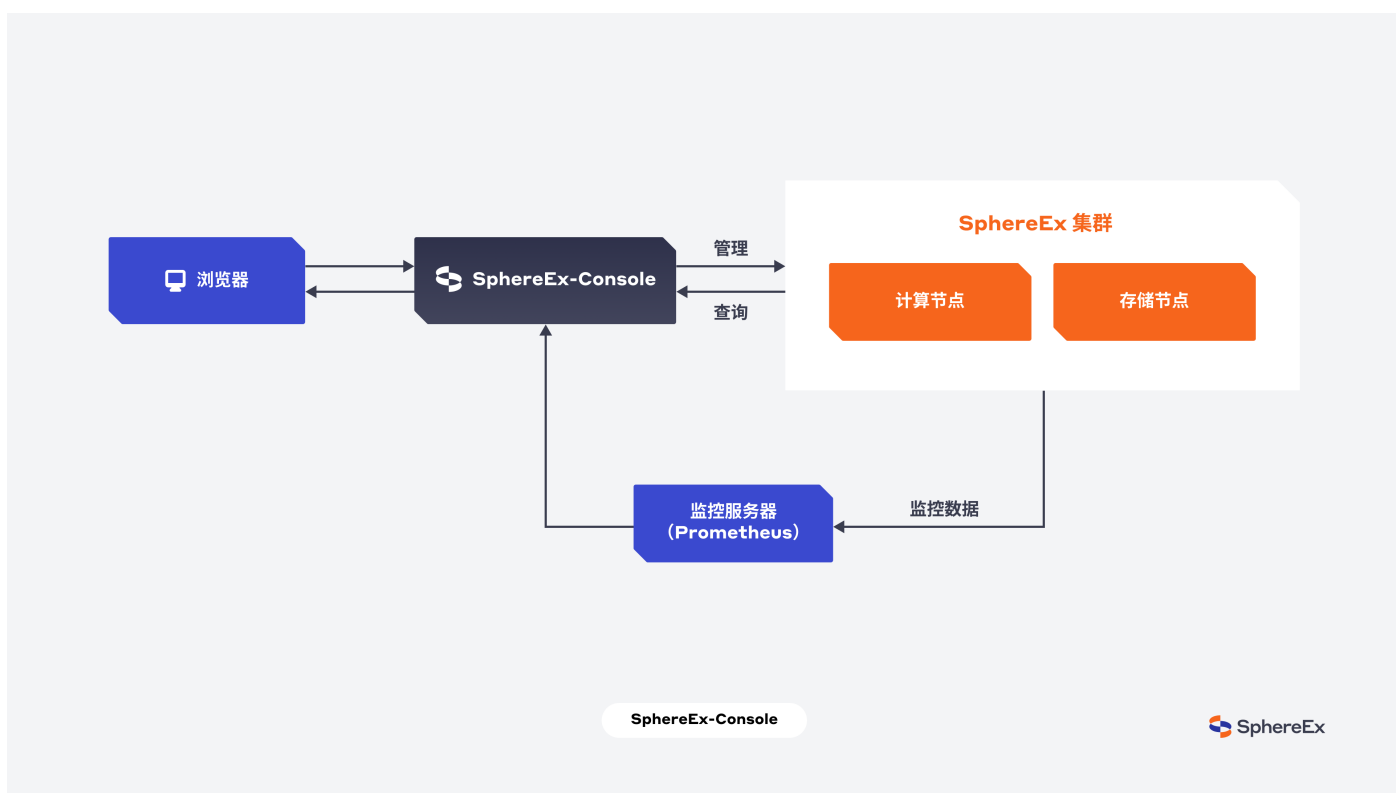 SphereEx 集群
浏览器
SphereEx-Console
管理
查询
计算节点
存储节点
监控服务器
（Prometheus）
监控数据
SphereEx-Console
SphereEx